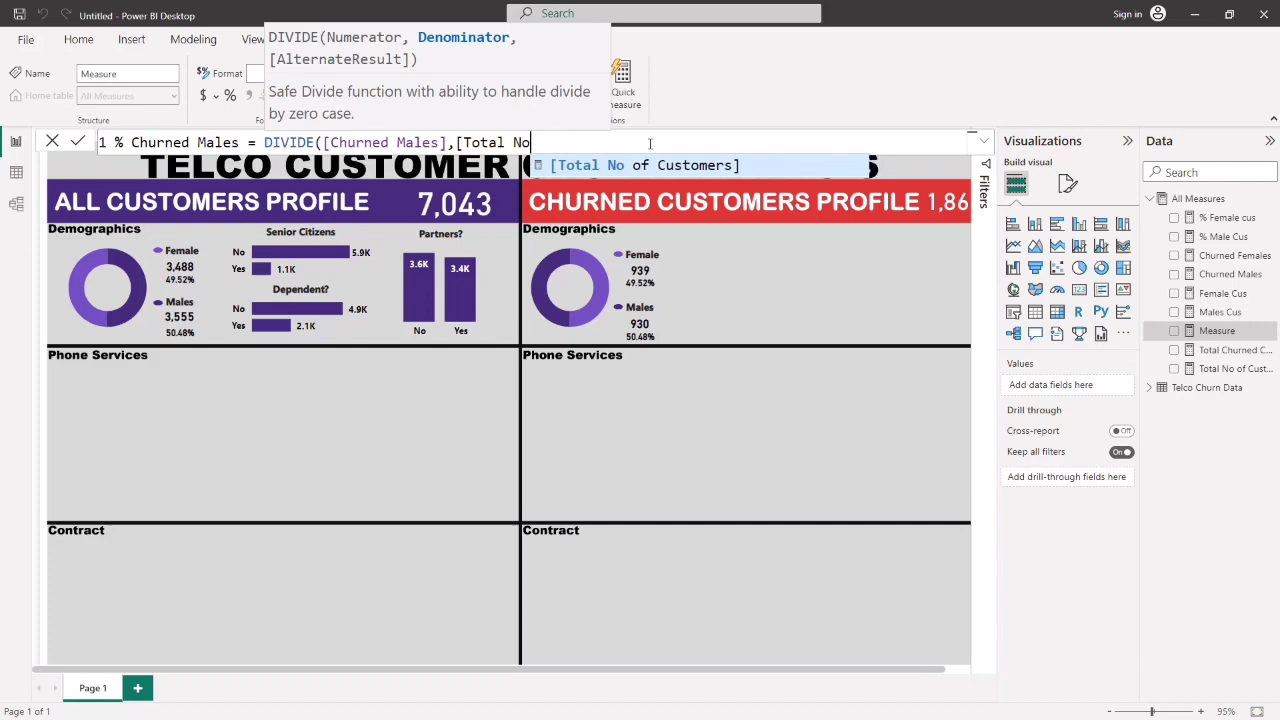 Untitled - Power BI Desktop
Search
Sign in
File
Home
Insert
Modeling
DIVIDE(Numerator, Denominator,
[AlternateResult])
Safe Divide function with ability to handle divide
by zero case.
Name
Measure
Home table
All Measures
Structure
Format
$
%
Quick
1 % Churned Males = DIVIDE([Churned Males],[Total No
[Total No of Customers]
TELCO CUSTOMER
ALL CUSTOMERS PROFILE
7,043
CHURNED CUSTOMERS PROFILE
1,86
Demographics
Female
3,488
49.52%
Males
3,555
50.48%
Senior Citizens
No
5.9K
Yes
1.1K
Dependent?
No
4.9K
Yes
2.1K
Partners?
3.6K
3.4K
No
Yes
Demographics
Female
939
49.52%
Males
930
50.48%
Phone Services
Phone Services
Contract
Contract
Filters
Visualizations
Build visual
R
Py
Values
Add data fields here
Drill through
Cross-report
Off
Keep all filters
On
Add drill-through fields here
Data
Search
All Measures
% Female cus
% Male Cus
Churned Females
Churned Males
Female Cus
Males Cus
Measure
Total Churned C...
Total No of Cust...
Telco Churn Data
Page 1
Page 1 of 1
95%